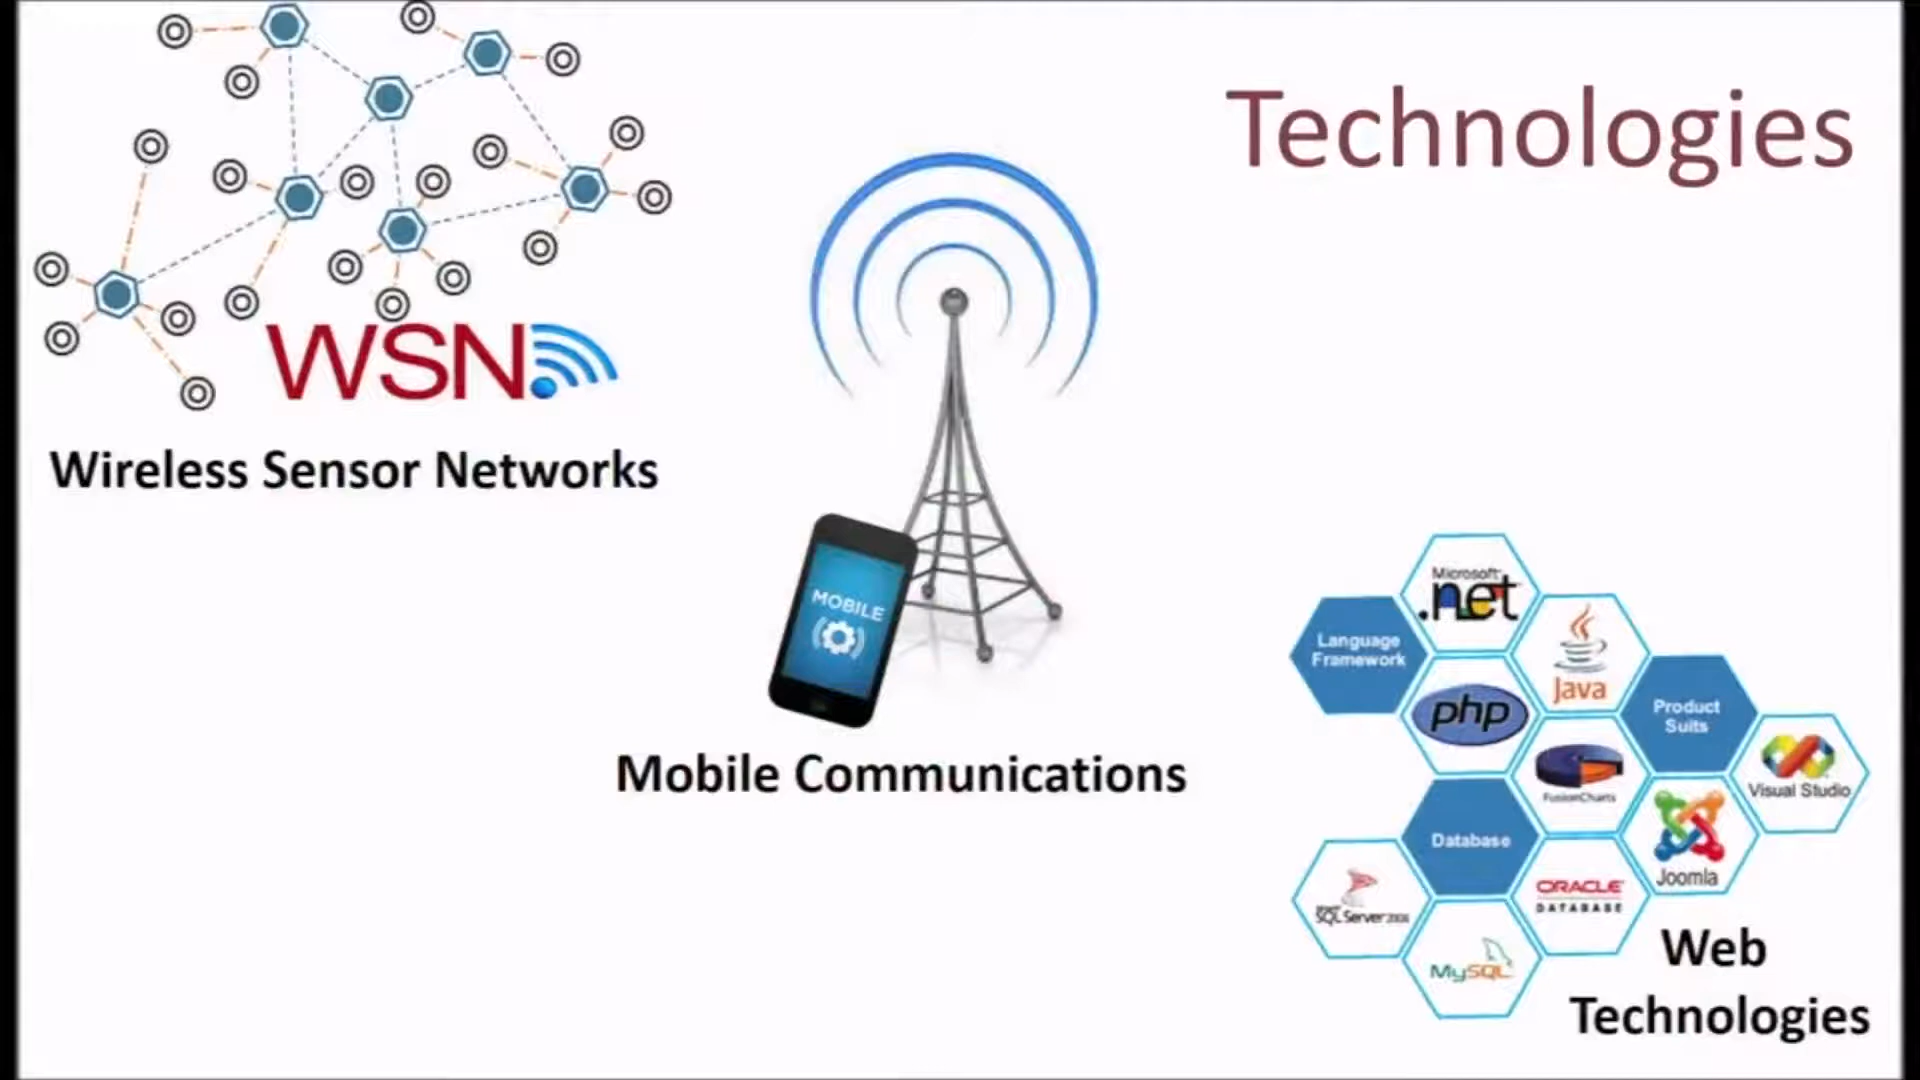 Technologies
WSN
Wireless Sensor Networks
MOBILE
Mobile Communications
Microsoft
.net
Language
Framework
Java
php
Product
Suits
FusionCharts
Visual Studio
Database
Joomla
SQL Server
ORACLE
DATABASE
MySQL
Web
Technologies